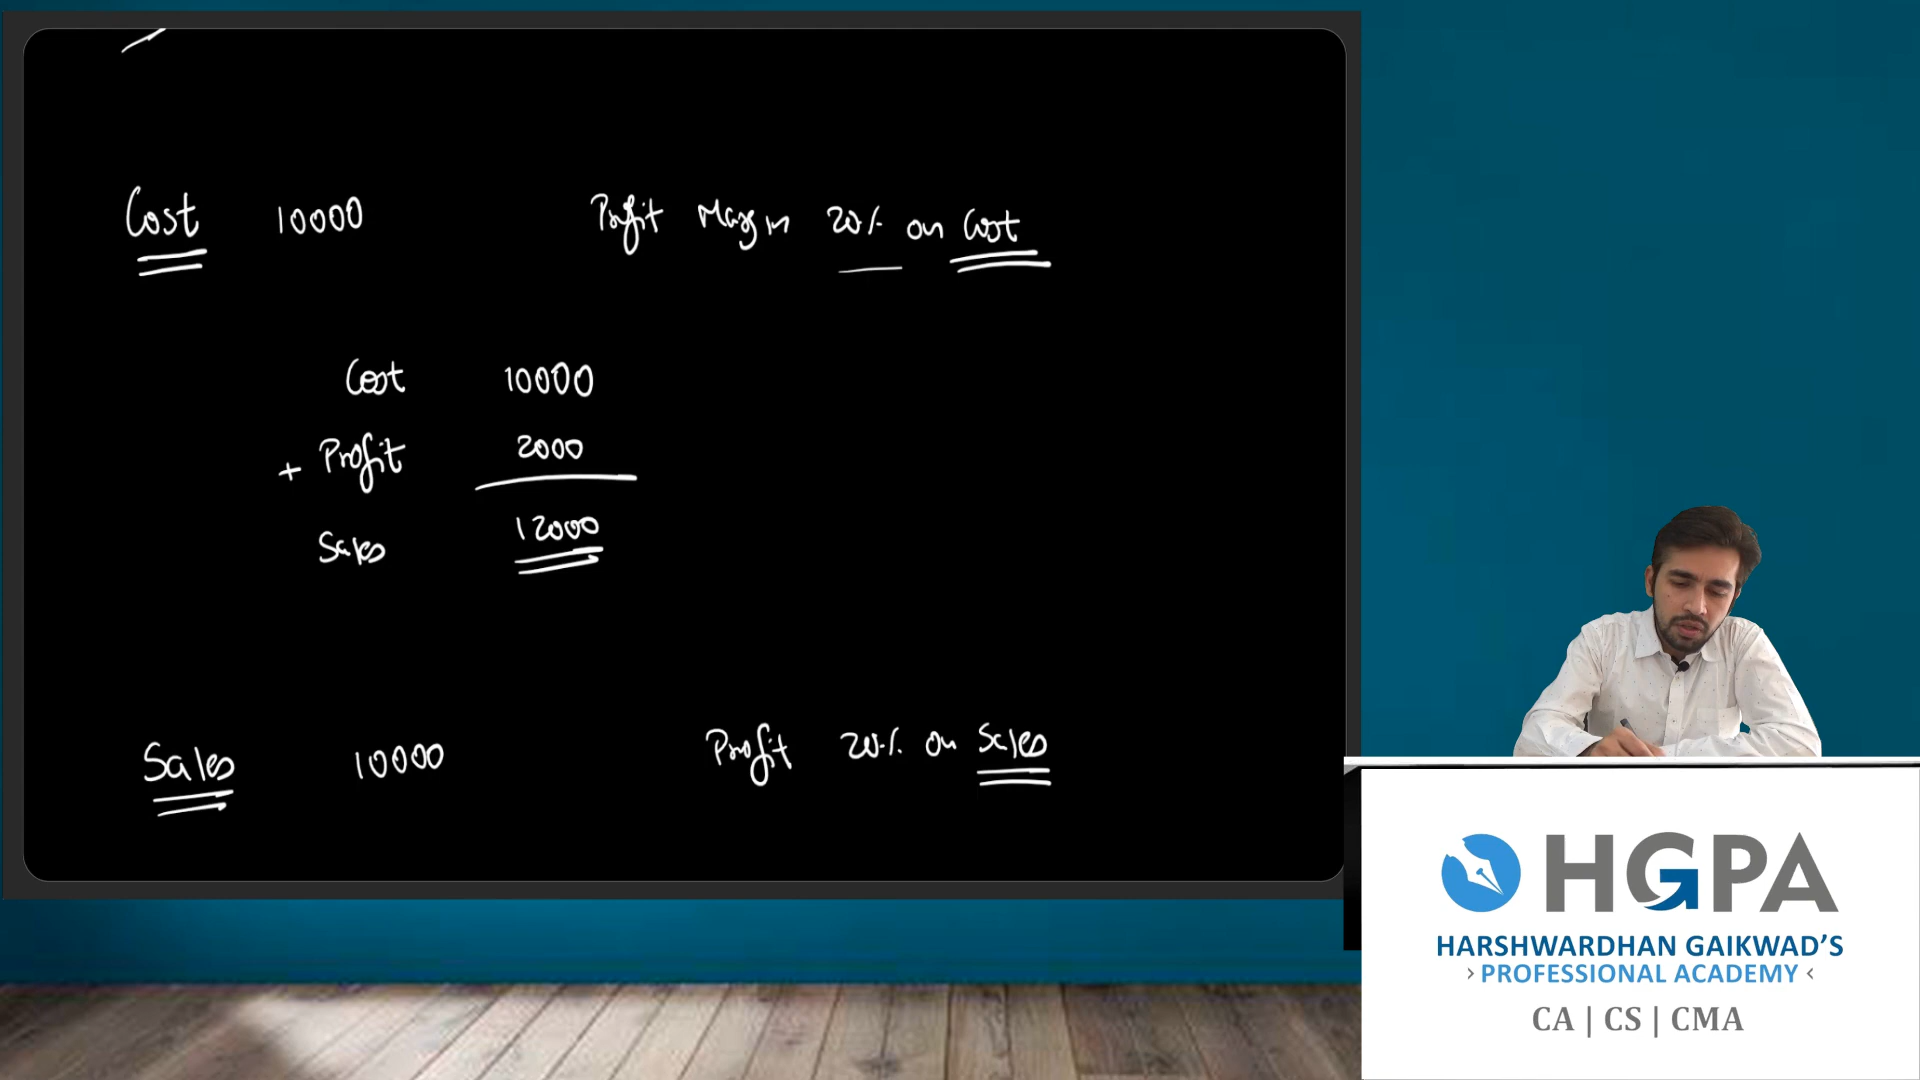 Cost 10000 Profit Margin 20% on Cost
Cost 10000
+ Profit 2000
Sales 12000
Sales 10000 Profit 20% on Sales
HGPA
HARSHWARDHAN GAIKWAD'S
› PROFESSIONAL ACADEMY ‹
CA | CS | CMA